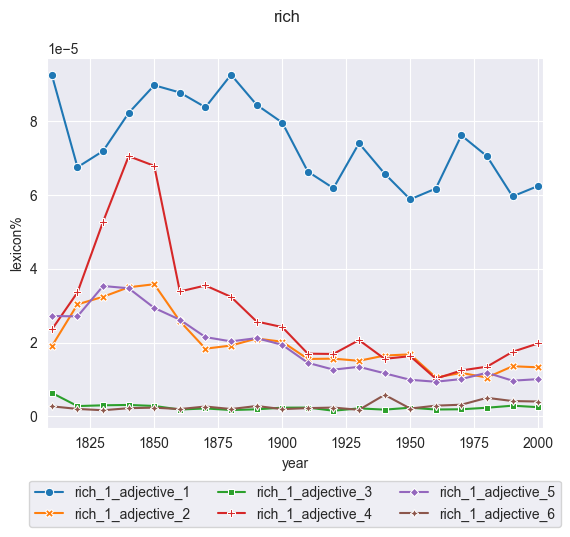 rich
1e−5
8
6
4
2
0
lexicon%
1825 1850 1875 1900 1925 1950 1975 2000
year
rich_1_adjective_1 rich_1_adjective_3 rich_1_adjective_5
rich_1_adjective_2 rich_1_adjective_4 rich_1_adjective_6